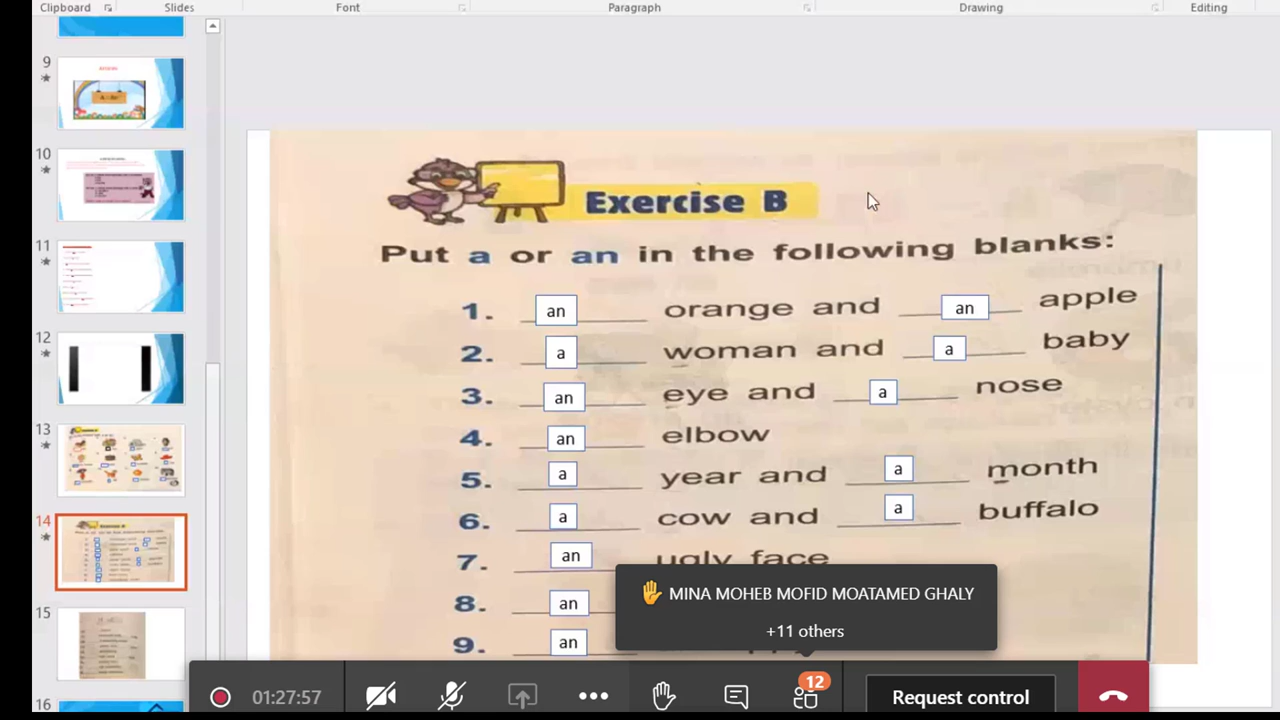 Clipboard Slides Font Paragraph Drawing Editing
9
10
11
12
13
14
15
16
Exercise B
Put a or an in the following blanks:
1. an orange and an apple
2. a woman and a baby
3. an eye and a nose
4. an elbow
5. a year and a month
6. a cow and a buffalo
7. an ugly face
8. an
9. an
MINA MOHEB MOFID MOATAMED GHALY
+11 others
01:27:57 12 Request control